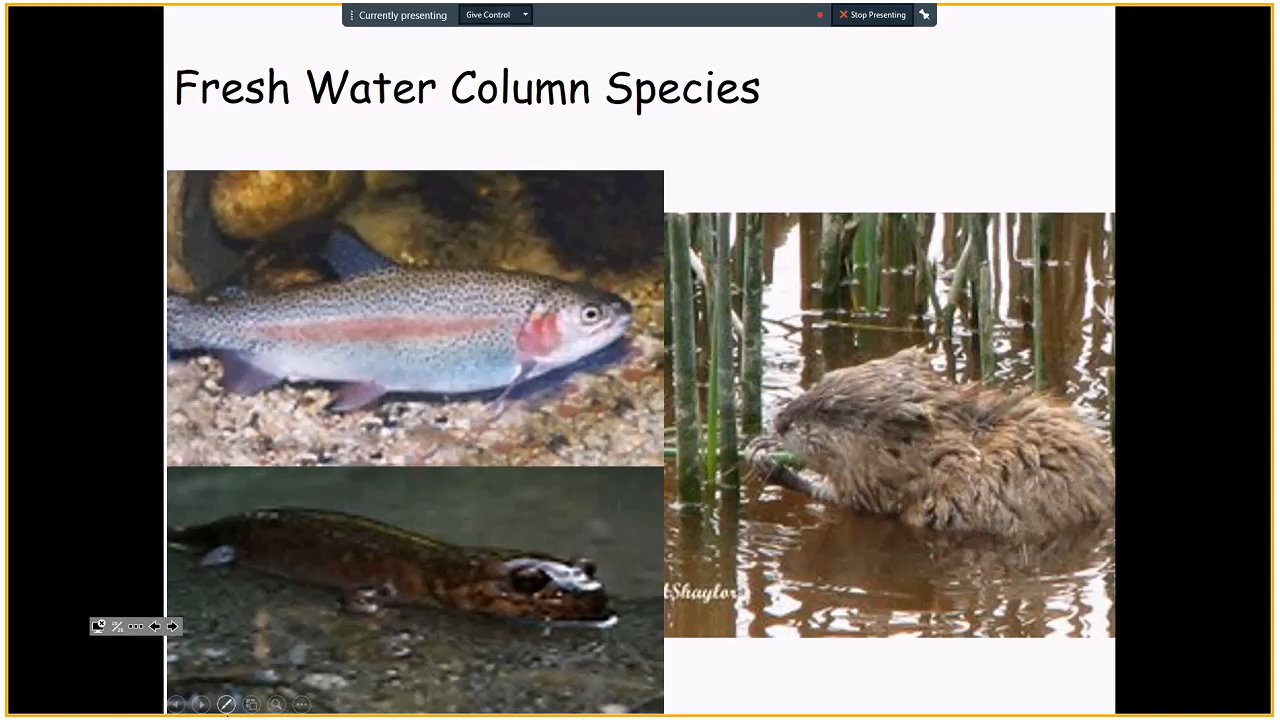 Currently presenting
Give Control
Stop Presenting
Fresh Water Column Species
Shaylor